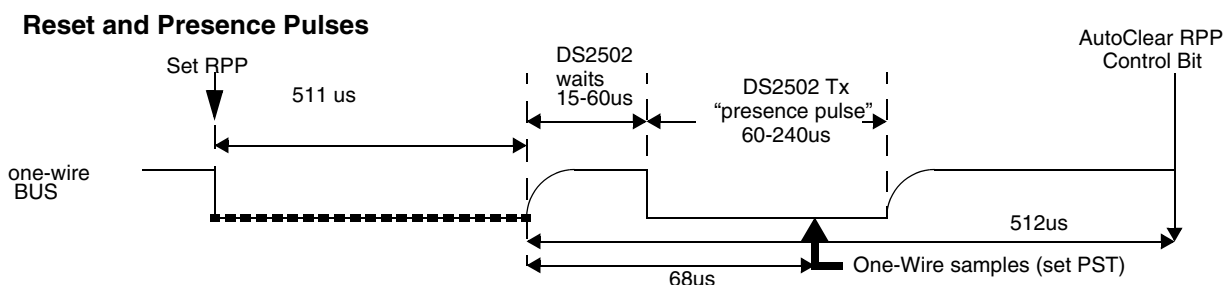 Reset and Presence Pulses
Set RPP
511 us
DS2502
waits
15-60us
DS2502 Tx
“presence pulse”
60-240us
AutoClear RPP
Control Bit
one-wire
BUS
512us
68us
One-Wire samples (set PST)